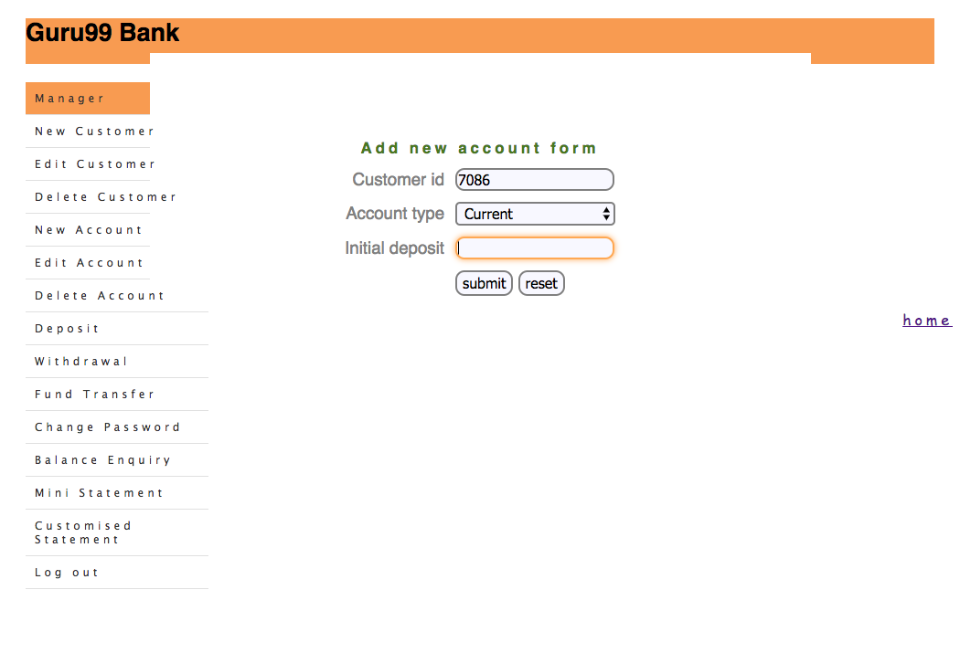 Guru99 Bank
Manager
New Customer
Edit Customer
Delete Customer
New Account
Edit Account
Delete Account
Deposit
Withdrawal
Fund Transfer
Change Password
Balance Enquiry
Mini Statement
Customised
Statement
Log out
Add new account form
Customer id 7086
Account type Current
Initial deposit
submit reset
home